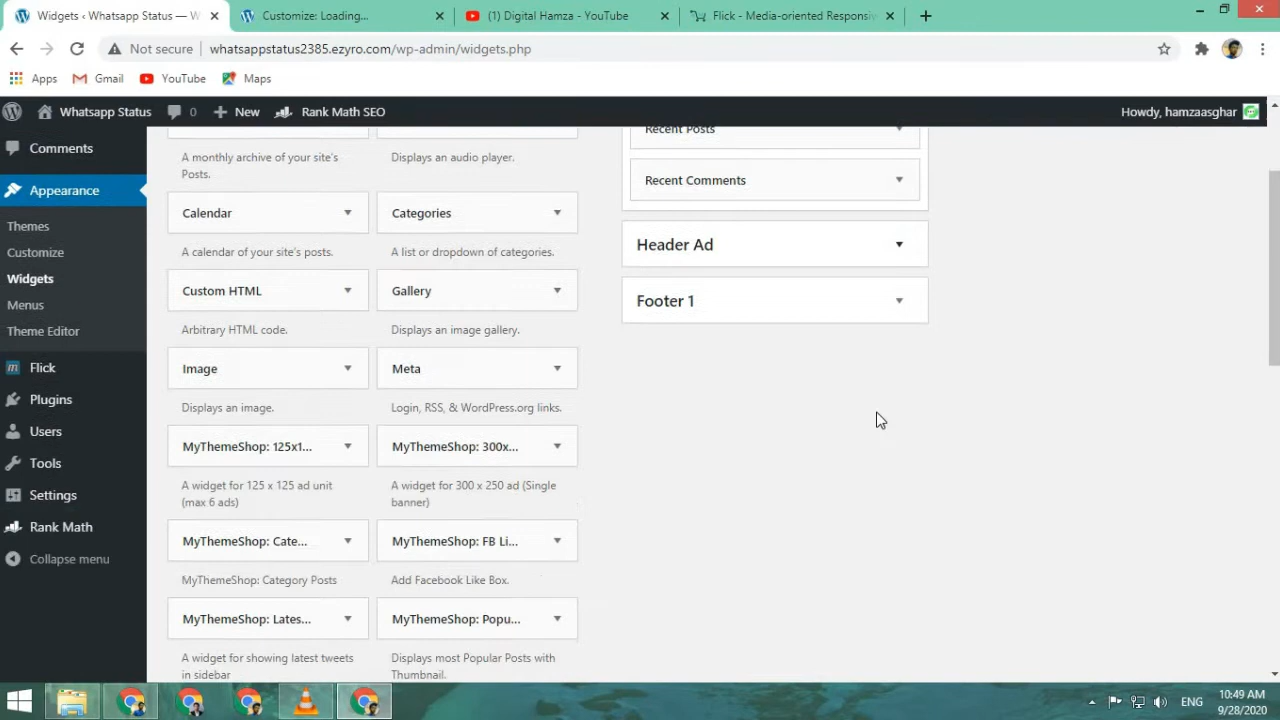 Widgets ‹ Whatsapp Status — W
Customize: Loading...
(1) Digital Hamza - YouTube
Flick - Media-oriented Responsiv
Not secure
whatsappstatus2385.ezyro.com/wp-admin/widgets.php
Apps
Gmail
YouTube
Maps
Whatsapp Status
0
New
Rank Math SEO
Howdy, hamzaasghar
Comments
Appearance
Themes
Customize
Widgets
Menus
Theme Editor
Flick
Plugins
Users
Tools
Settings
Rank Math
Collapse menu
A monthly archive of your site's
Posts.
Displays an audio player.
Calendar
Categories
A calendar of your site's posts.
A list or dropdown of categories.
Custom HTML
Gallery
Arbitrary HTML code.
Displays an image gallery.
Image
Meta
Displays an image.
Login, RSS, & WordPress.org links.
MyThemeShop: 125x1...
MyThemeShop: 300x...
A widget for 125 x 125 ad unit
(max 6 ads)
A widget for 300 x 250 ad (Single
banner)
MyThemeShop: Cate...
MyThemeShop: FB Li...
MyThemeShop: Category Posts
Add Facebook Like Box.
MyThemeShop: Lates...
MyThemeShop: Popu...
A widget for showing latest tweets
in sidebar
Displays most Popular Posts with
Thumbnail.
Recent Posts
Recent Comments
Header Ad
Footer 1
ENG
10:49 AM
9/28/2020